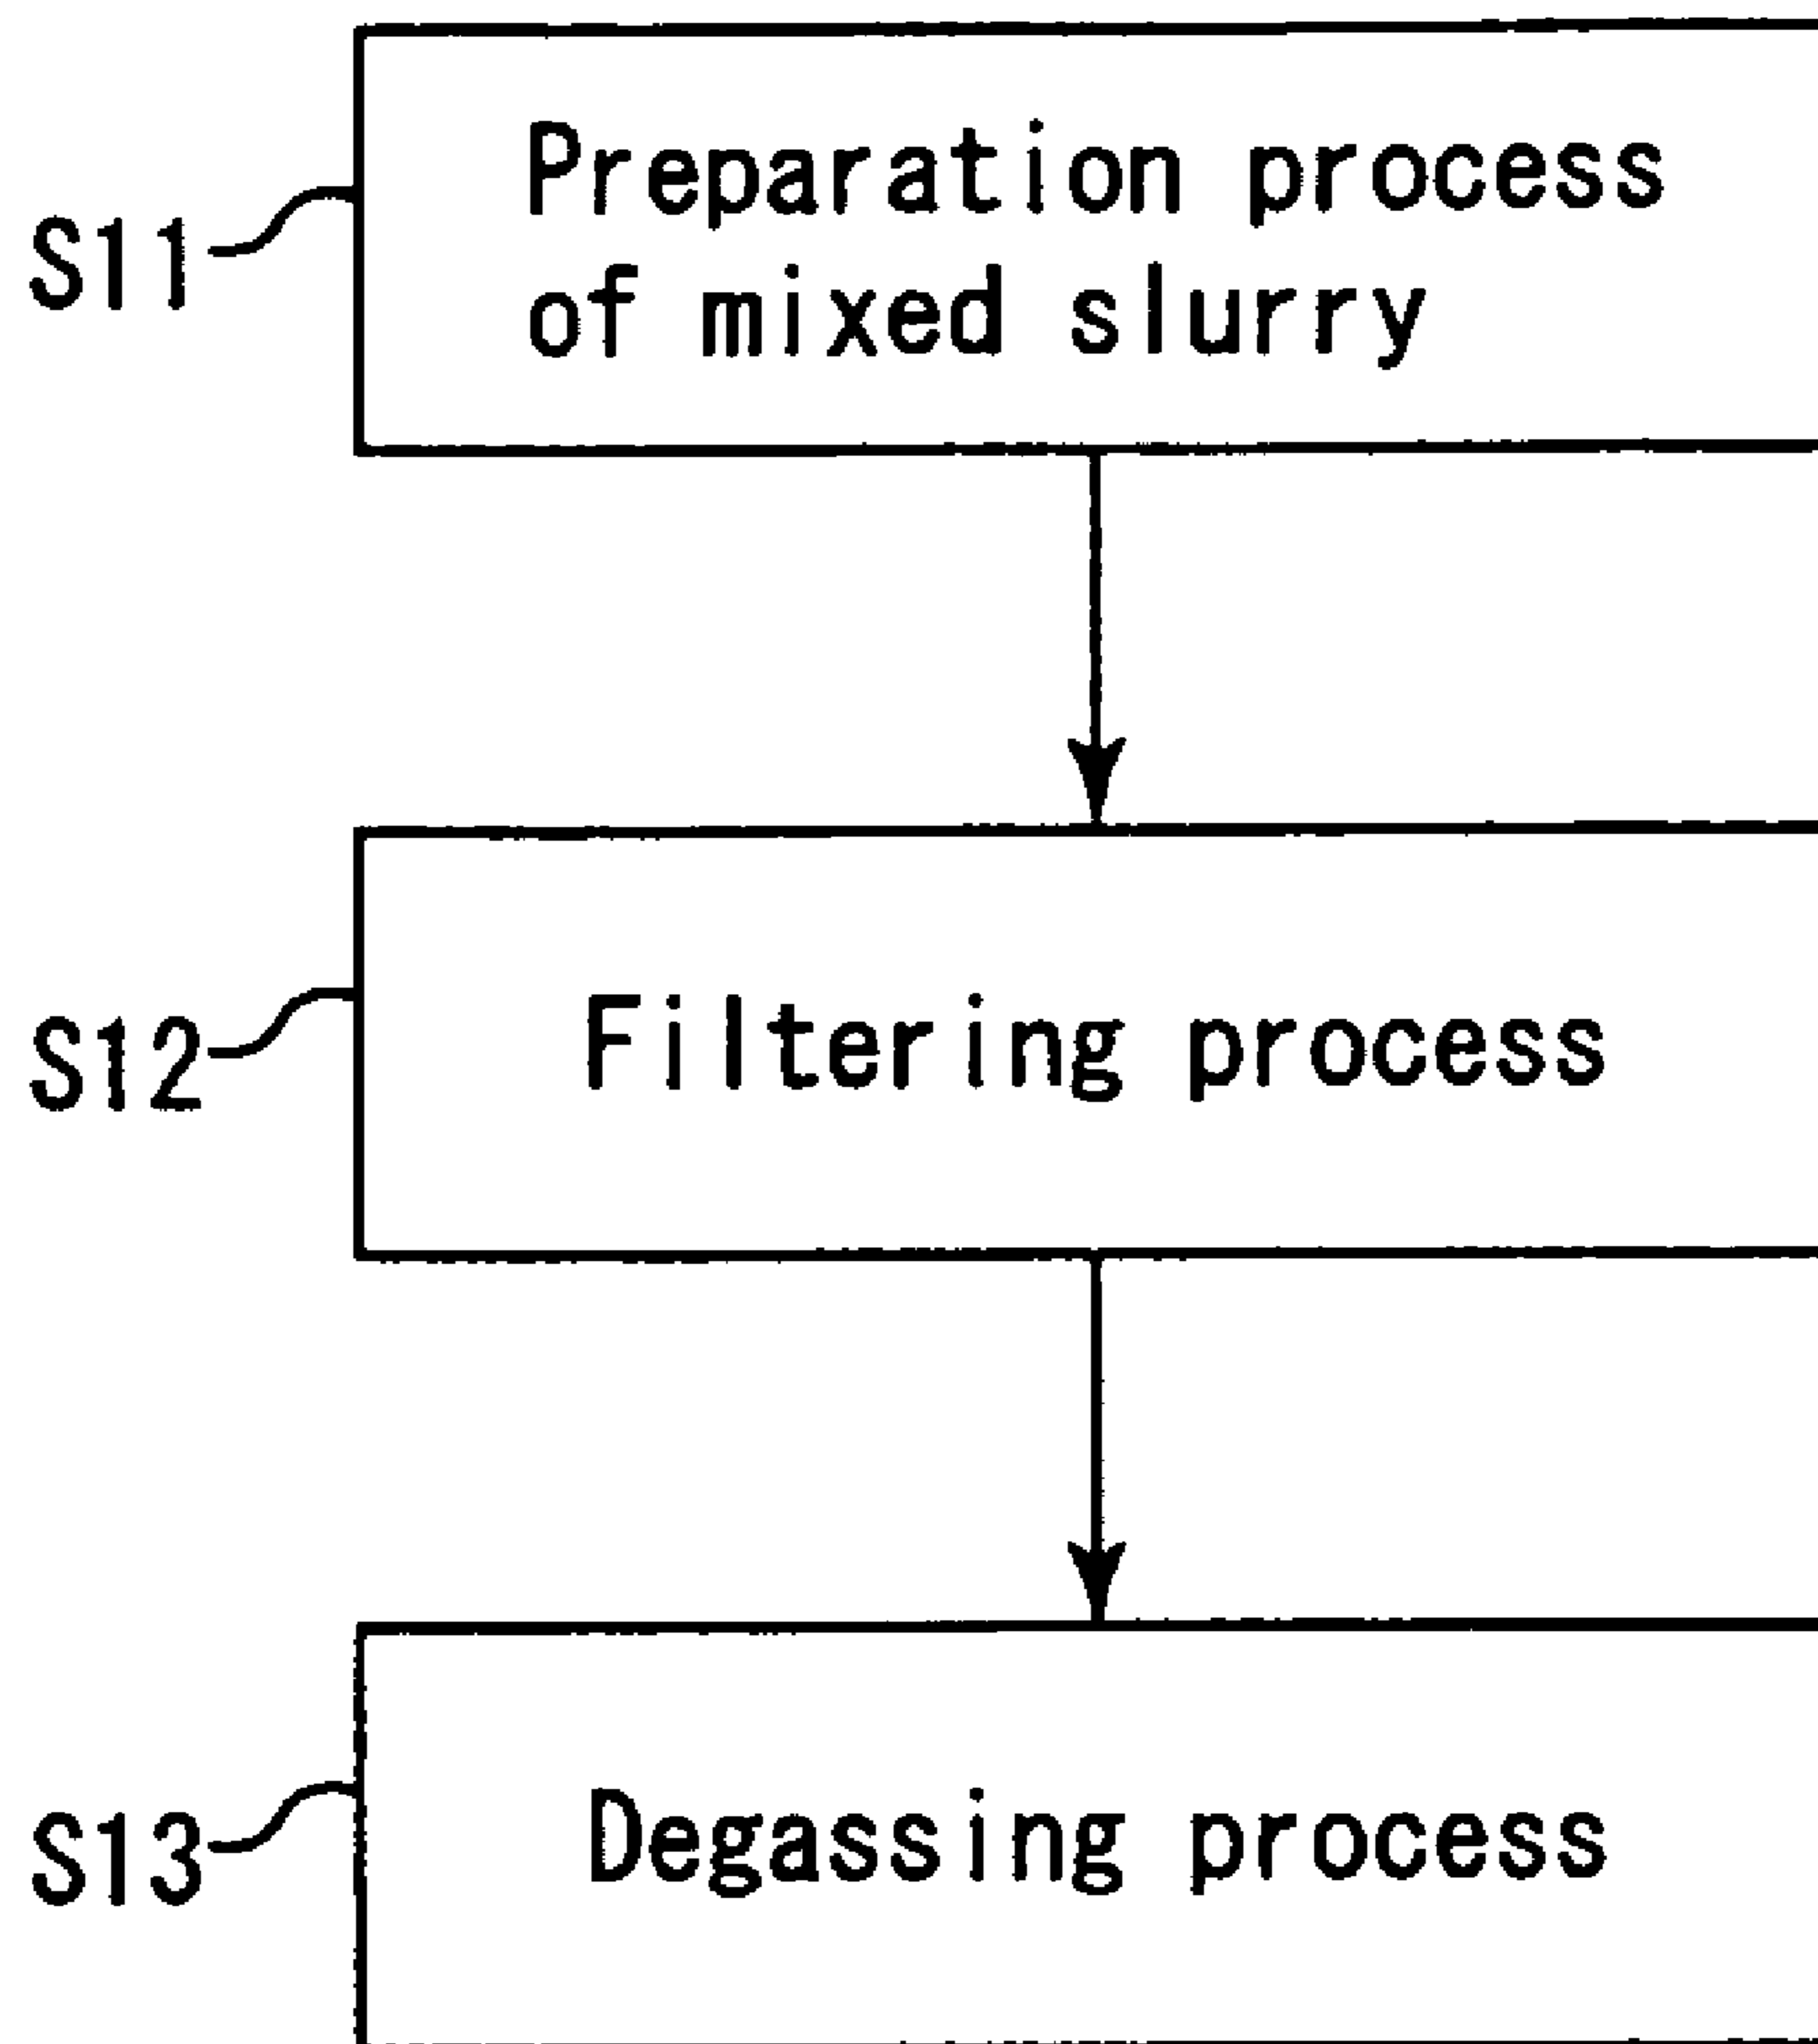 S11
Preparation process
of mixed slurry
S12
Filtering process
S13
Degassing process